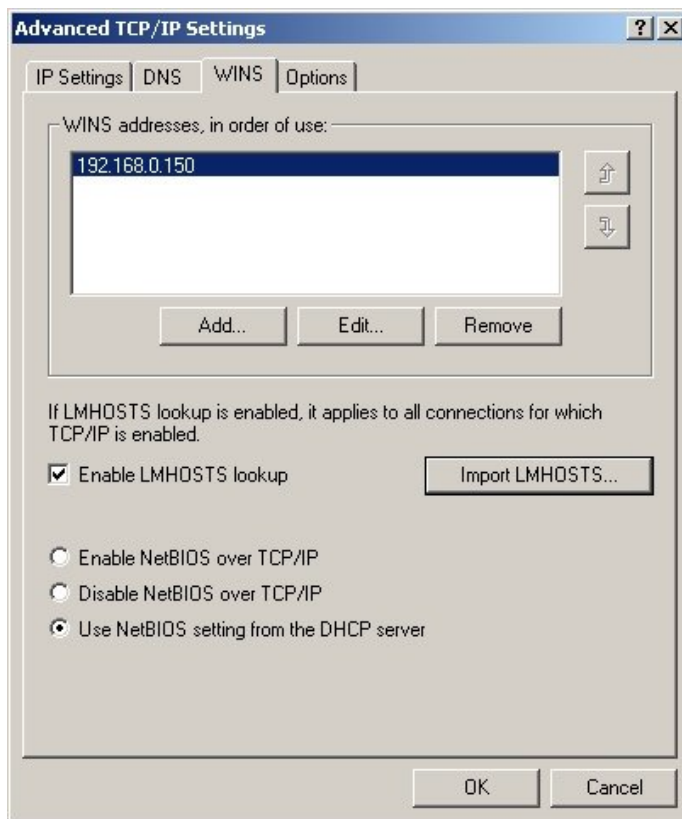 Advanced TCP/IP Settings
? X
IP Settings DNS WINS Options
WINS addresses, in order of use:
192.168.0.150
Add... Edit... Remove
If LMHOSTS lookup is enabled, it applies to all connections for which
TCP/IP is enabled.
Enable LMHOSTS lookup Import LMHOSTS...
Enable NetBIOS over TCP/IP
Disable NetBIOS over TCP/IP
Use NetBIOS setting from the DHCP server
OK Cancel